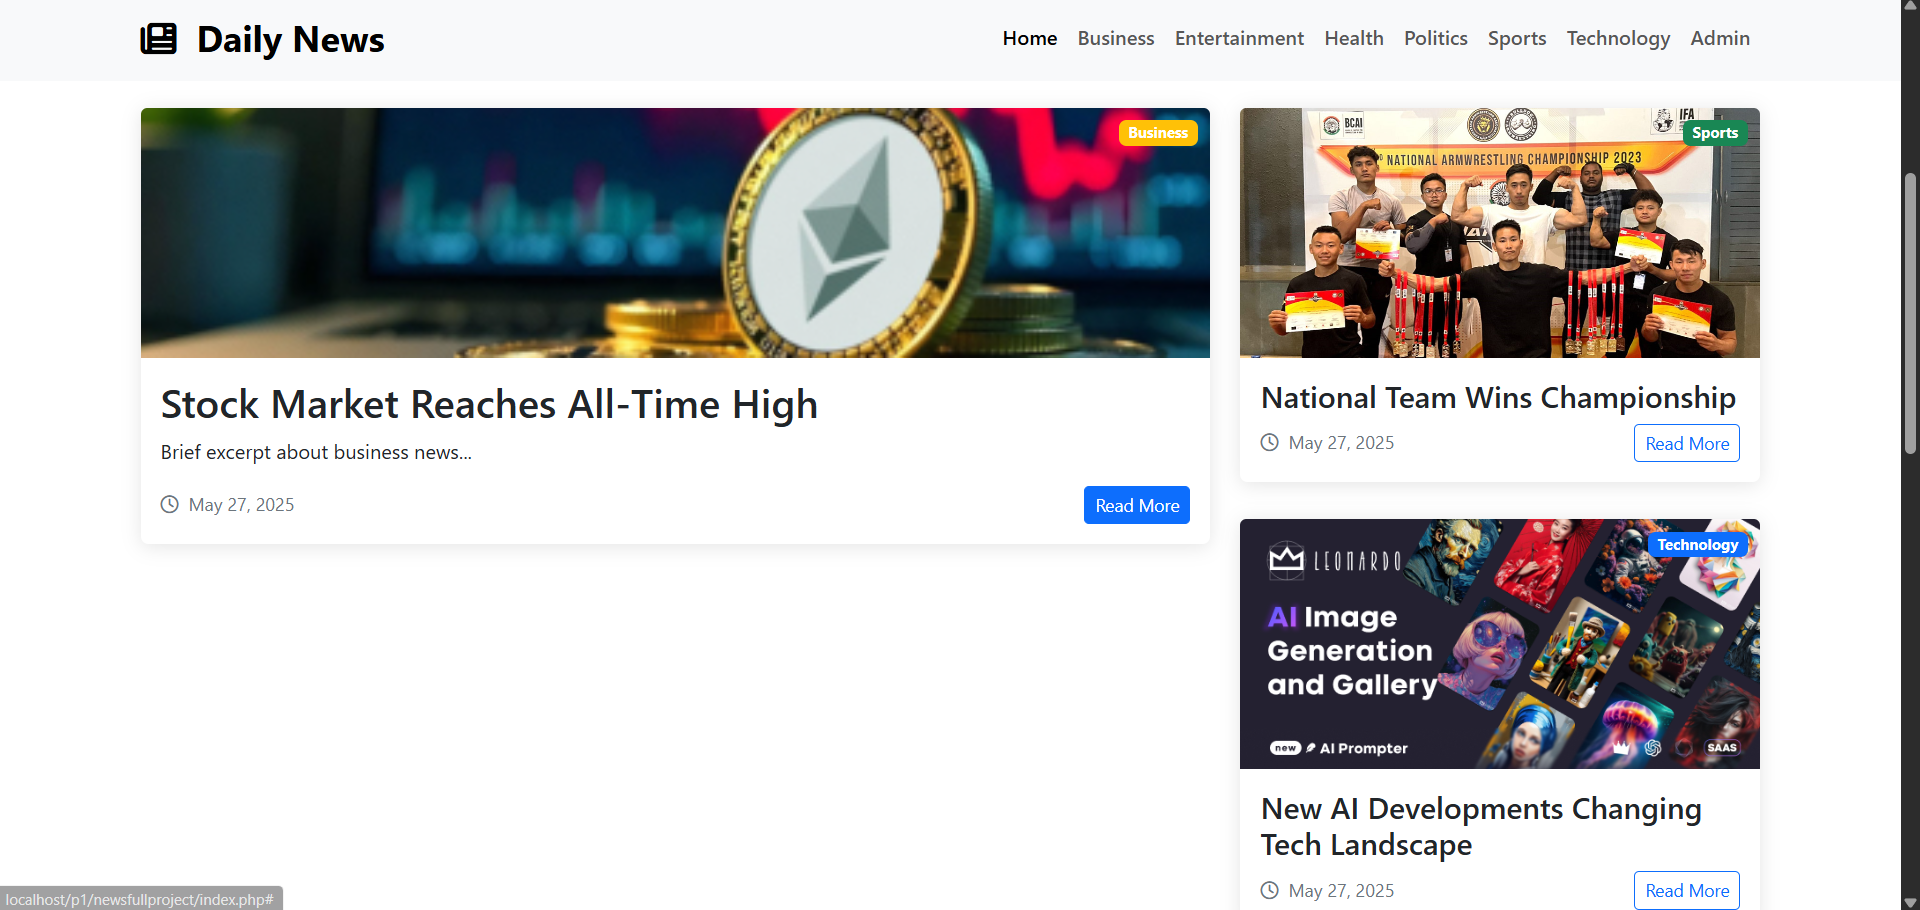 Daily News
Home Business Entertainment Health Politics Sports Technology Admin
Business
Stock Market Reaches All-Time High
Brief excerpt about business news...
May 27, 2025
Read More
BCAI
IFA
Sports
NATIONAL ARMWRESTLING CHAMPIONSHIP 2023
National Team Wins Championship
May 27, 2025
Read More
Technology
LEONARDO
AI Image
Generation
and Gallery
new AI Prompter
SAAS
New AI Developments Changing
Tech Landscape
May 27, 2025
Read More
localhost/p1/newsfullproject/index.php#